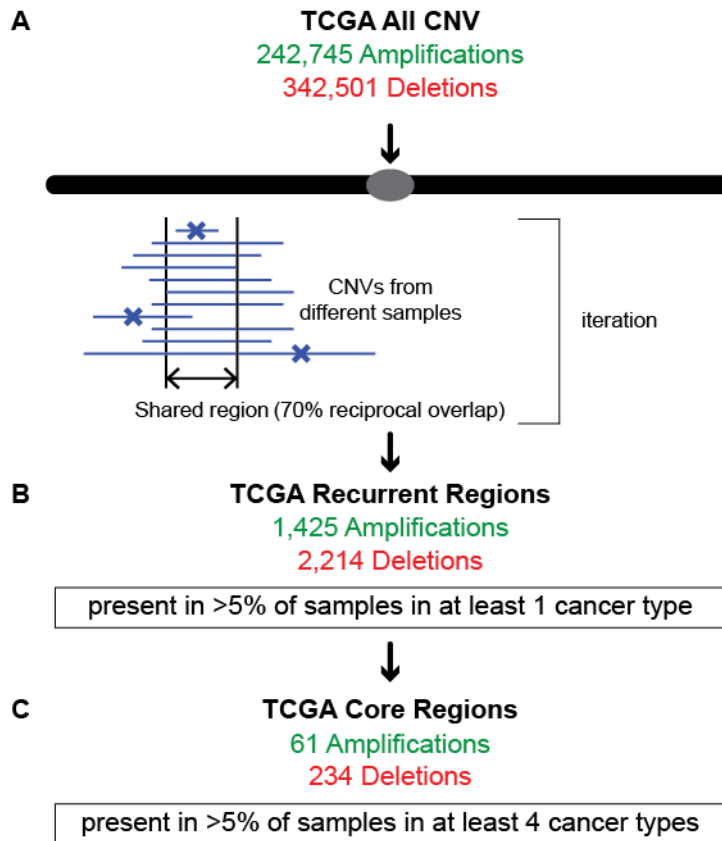 A
TCGA All CNV
242,745 Amplifications
342,501 Deletions
CNVs from
different samples
iteration
Shared region (70% reciprocal overlap)
B
TCGA Recurrent Regions
1,425 Amplifications
2,214 Deletions
present in >5% of samples in at least 1 cancer type
C
TCGA Core Regions
61 Amplifications
234 Deletions
present in >5% of samples in at least 4 cancer types